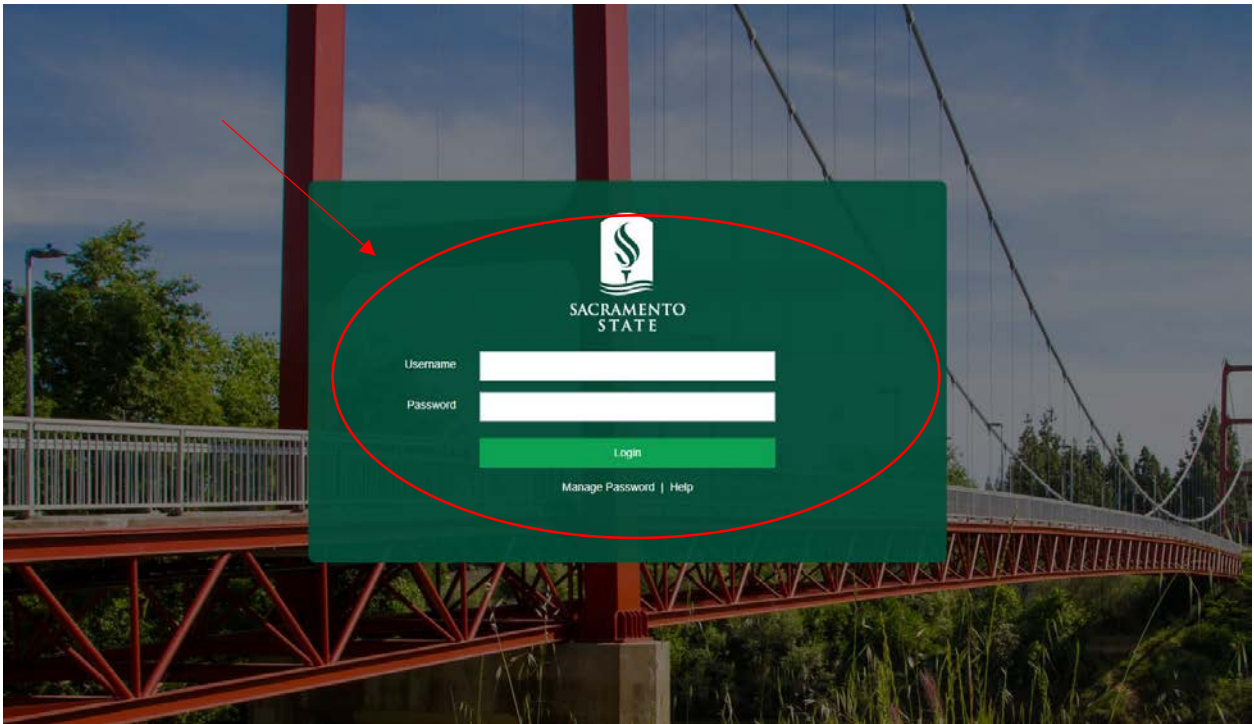 SACRAMENTO
STATE
Username
Password
Login
Manage Password | Help